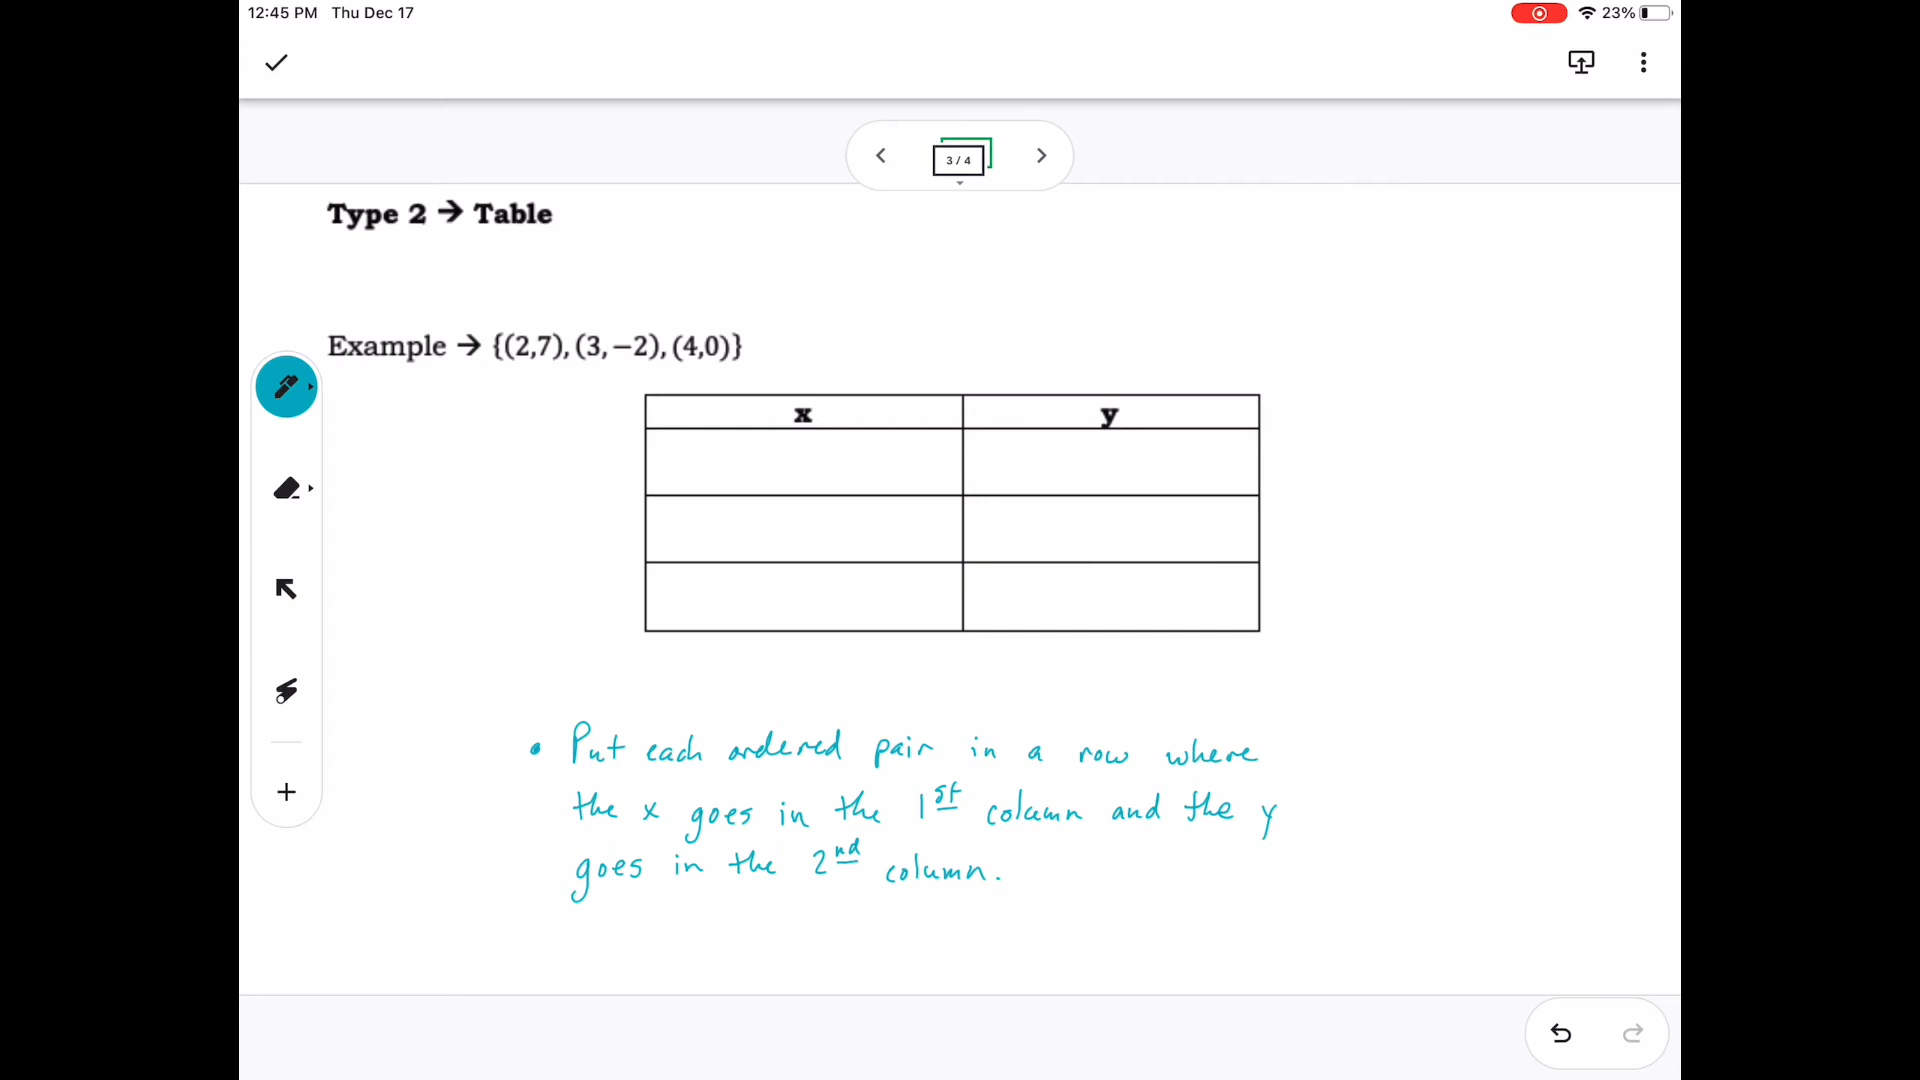 12:45 PM Thu Dec 17
23%
3 / 4
Type 2 → Table
Example → {(2,7), (3, −2), (4,0)}
x y
• Put each ordered pair in a row where
the x goes in the 1st column and the y
goes in the 2nd column.